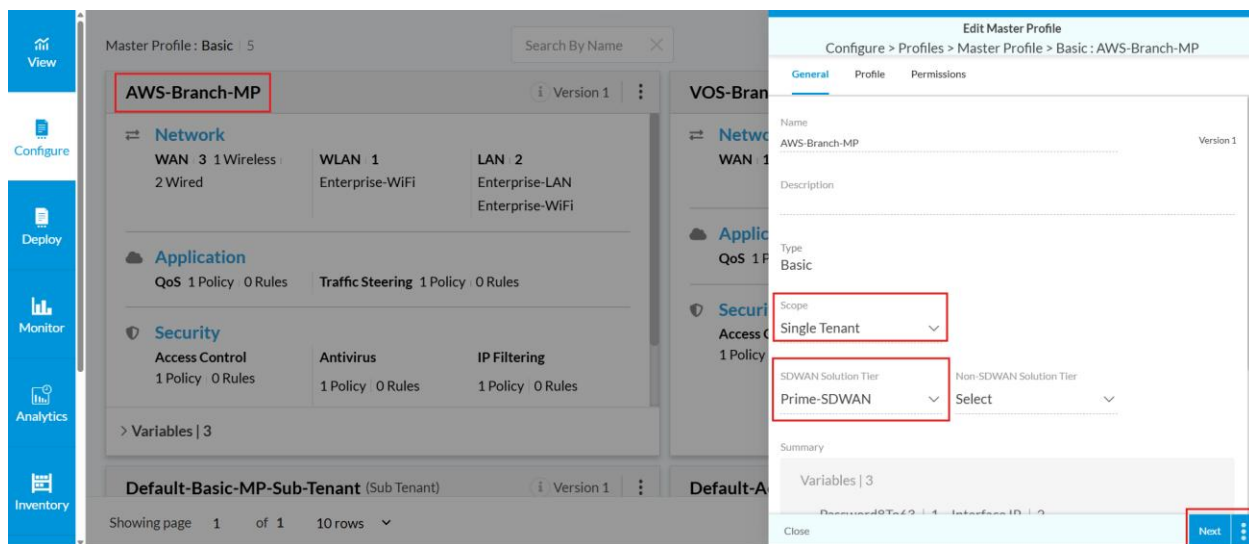 View
Configure
Deploy
Monitor
Analytics
Inventory
Master Profile : Basic | 5
Search By Name
AWS-Branch-MP
Version 1
Network
WAN 3 1 Wireless
2 Wired
WLAN 1
Enterprise-WiFi
LAN 2
Enterprise-LAN
Enterprise-WiFi
Application
QoS 1 Policy 0 Rules
Traffic Steering 1 Policy 0 Rules
Security
Access Control
1 Policy 0 Rules
Antivirus
1 Policy 0 Rules
IP Filtering
1 Policy 0 Rules
> Variables | 3
VOS-Bran
Netwo
WAN 1
Applic
QoS 1 P
Securi
Access C
1 Policy
Default-Basic-MP-Sub-Tenant (Sub Tenant)
Version 1
Default-A
Showing page 1 of 1 10 rows
Edit Master Profile
Configure > Profiles > Master Profile > Basic : AWS-Branch-MP
General Profile Permissions
Name
AWS-Branch-MP
Version 1
Description
Type
Basic
Scope
Single Tenant
SDWAN Solution Tier
Prime-SDWAN
Non-SDWAN Solution Tier
Select
Summary
Variables | 3
Password8To63 | 1 Interface IP | 2
Close
Next